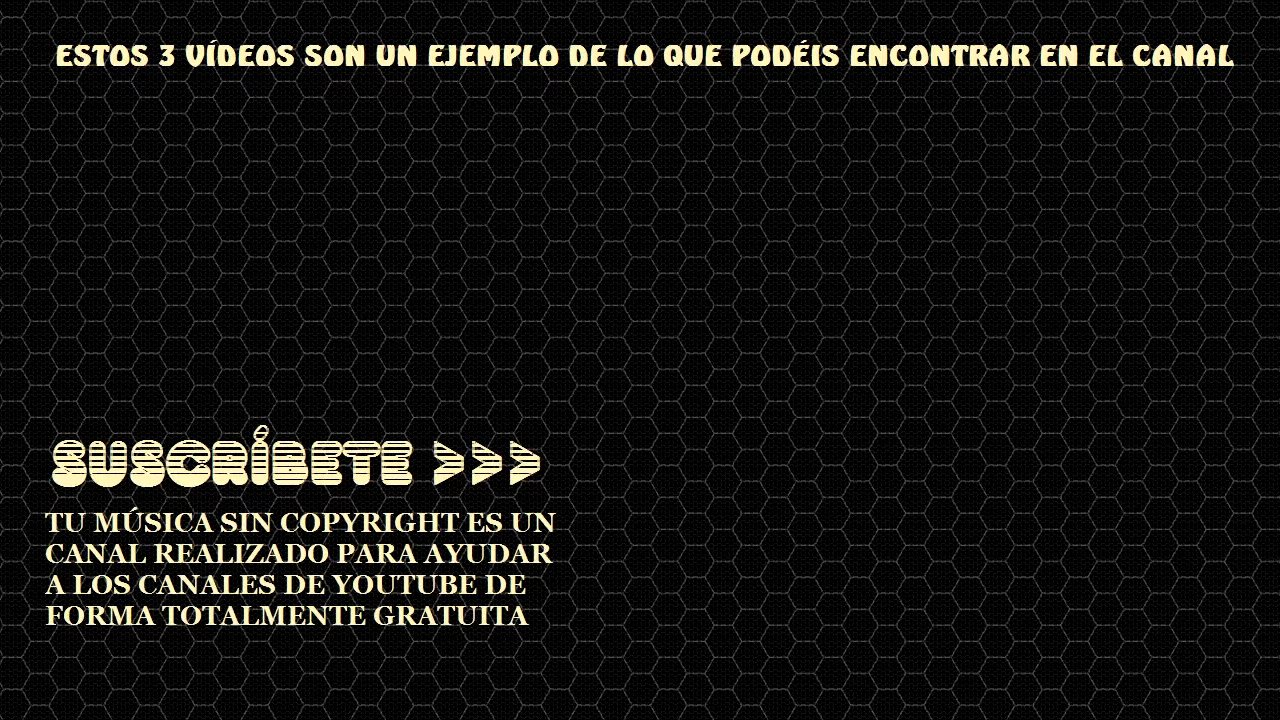 ESTOS 3 VÍDEOS SON UN EJEMPLO DE LO QUE PODÉIS ENCONTRAR EN EL CANAL
SUSCRÍBETE >>>
TU MÚSICA SIN COPYRIGHT ES UN
CANAL REALIZADO PARA AYUDAR
A LOS CANALES DE YOUTUBE DE
FORMA TOTALMENTE GRATUITA